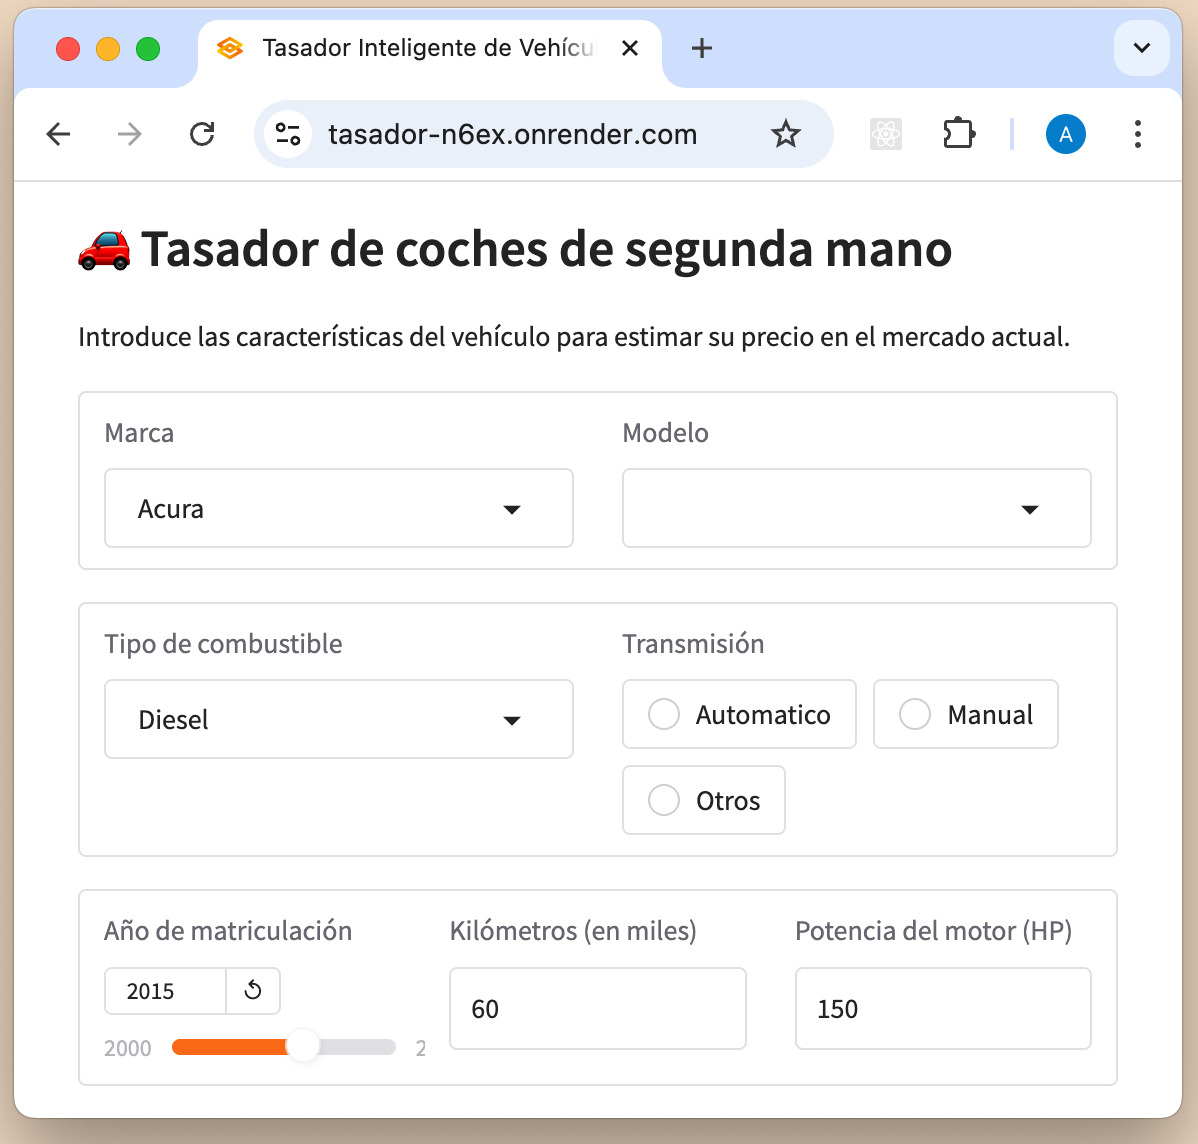 Tasador Inteligente de Vehícu
tasador-n6ex.onrender.com
A
Tasador de coches de segunda mano
Introduce las características del vehículo para estimar su precio en el mercado actual.
Marca
Modelo
Acura
Tipo de combustible
Transmisión
Diesel
Automatico
Manual
Otros
Año de matriculación
Kilómetros (en miles)
Potencia del motor (HP)
2015
60
150
2000
2